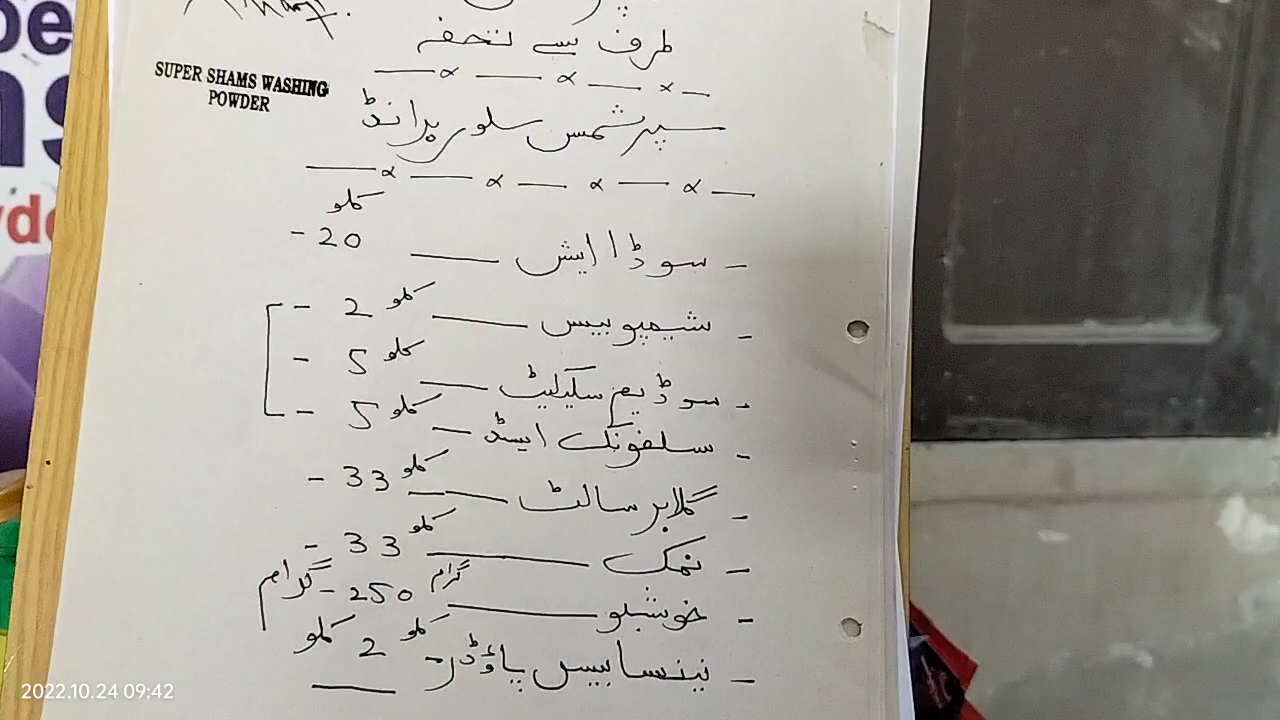 طرف سے تحفہ
SUPER SHAMS WASHING
POWDER
سپر شمس سلور برانڈ
سوڈا ایش — 20 کلو -
شیمپو بیس — 2 کلو -
سوڈیم سلیکیٹ — 5 کلو -
سلفونک ایسڈ — 5 کلو -
گلابر سالٹ — 33 کلو -
نمک — 33 کلو -
خوشبو — 250 گرام - گرام
نینسا بیس پاؤڈر - 2 کلو کلو
2022.10.24 09:42